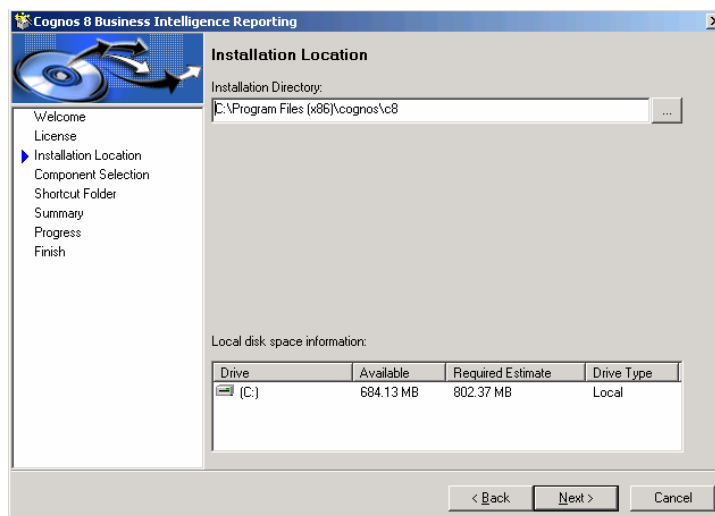 Cognos 8 Business Intelligence Reporting
Installation Location
Installation Directory:
C:\Program Files (x86)\cognos\c8
...
Welcome
License
Installation Location
Component Selection
Shortcut Folder
Summary
Progress
Finish
Local disk space information:
Drive Available Required Estimate Drive Type
(C:) 684.13 MB 802.37 MB Local
< Back Next > Cancel